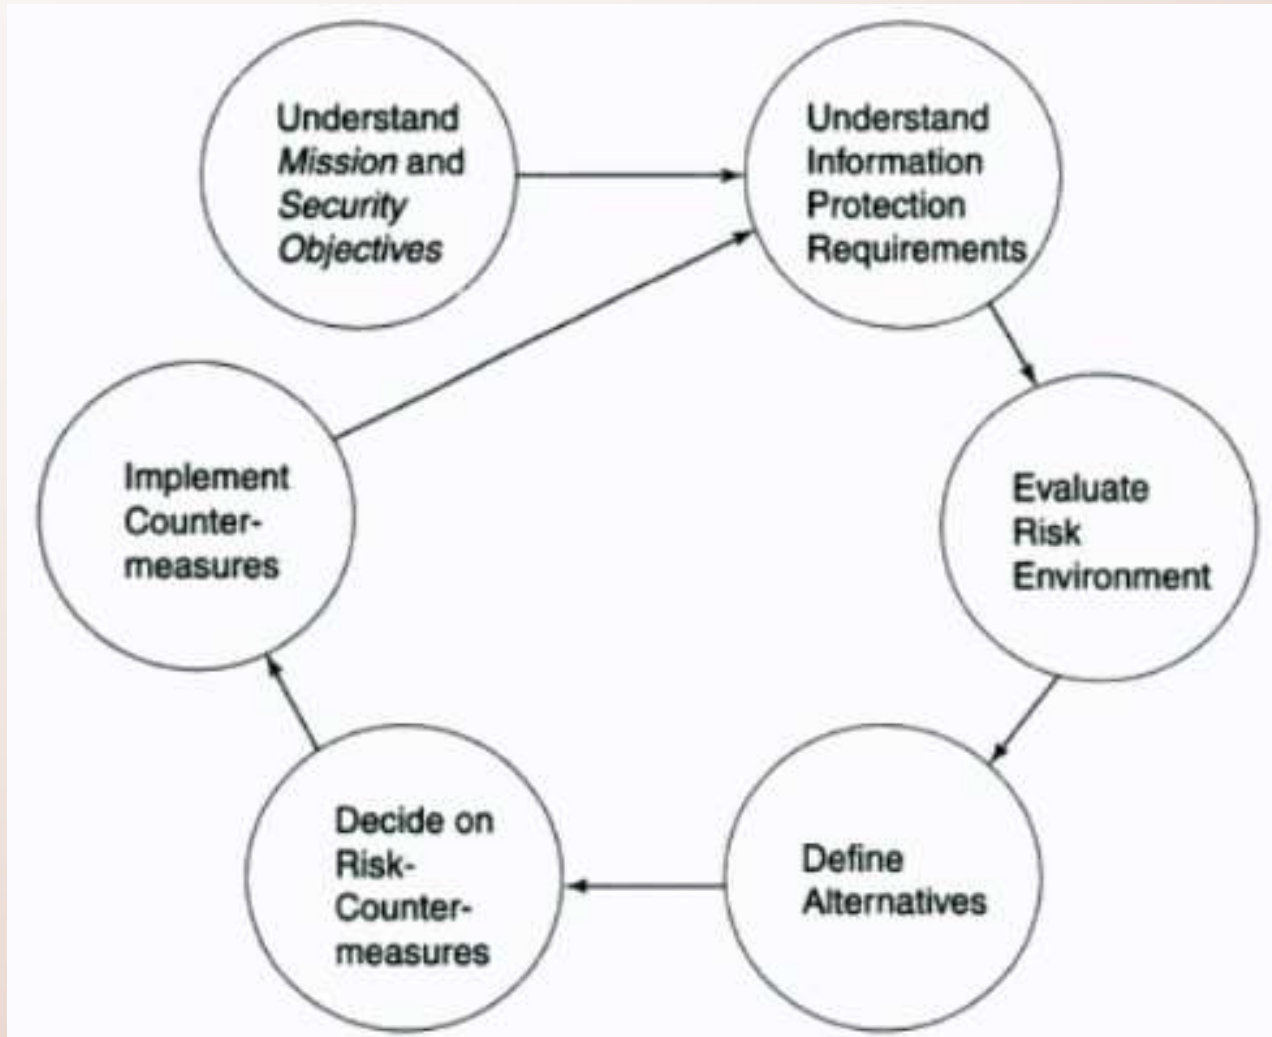 Understand
Mission and
Security
Objectives
Understand
Information
Protection
Requirements
Evaluate
Risk
Environment
Define
Alternatives
Decide on
Risk-
Counter-
measures
Implement
Counter-
measures